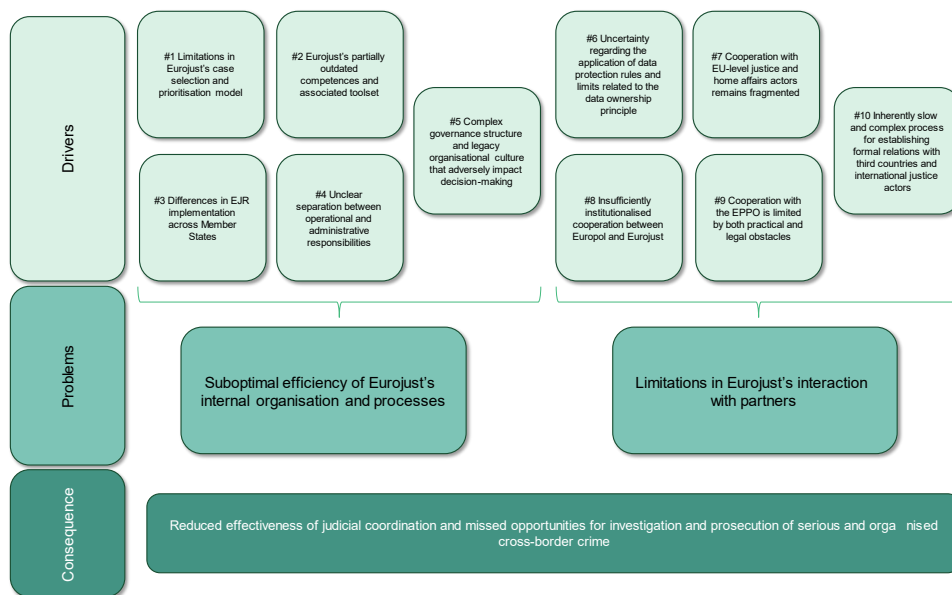 Drivers
#1 Limitations in
Eurojust's case
selection and
prioritisation model
#2 Eurojust's partially
outdated
competences and
associated toolset
#3 Differences in EJR
implementation
across Member
States
#4 Unclear
separation between
operational and
administrative
responsibilities
#5 Complex
governance structure
and legacy
organisational culture
that adversely impact
decision-making
#6 Uncertainty
regarding the
application of data
protection rules and
limits related to the
data ownership
principle
#7 Cooperation with
EU-level justice and
home affairs actors
remains fragmented
#8 Insufficiently
institutionalised
cooperation between
Europol and Eurojust
#9 Cooperation with
the EPPO is limited
by both practical and
legal obstacles
#10 Inherently slow
and complex process
for establishing
formal relations with
third countries and
international justice
actors
Problems
Suboptimal efficiency of Eurojust's
internal organisation and processes
Limitations in Eurojust's interaction
with partners
Consequence
Reduced effectiveness of judicial coordination and missed opportunities for investigation and prosecution of serious and orga nised
cross-border crime